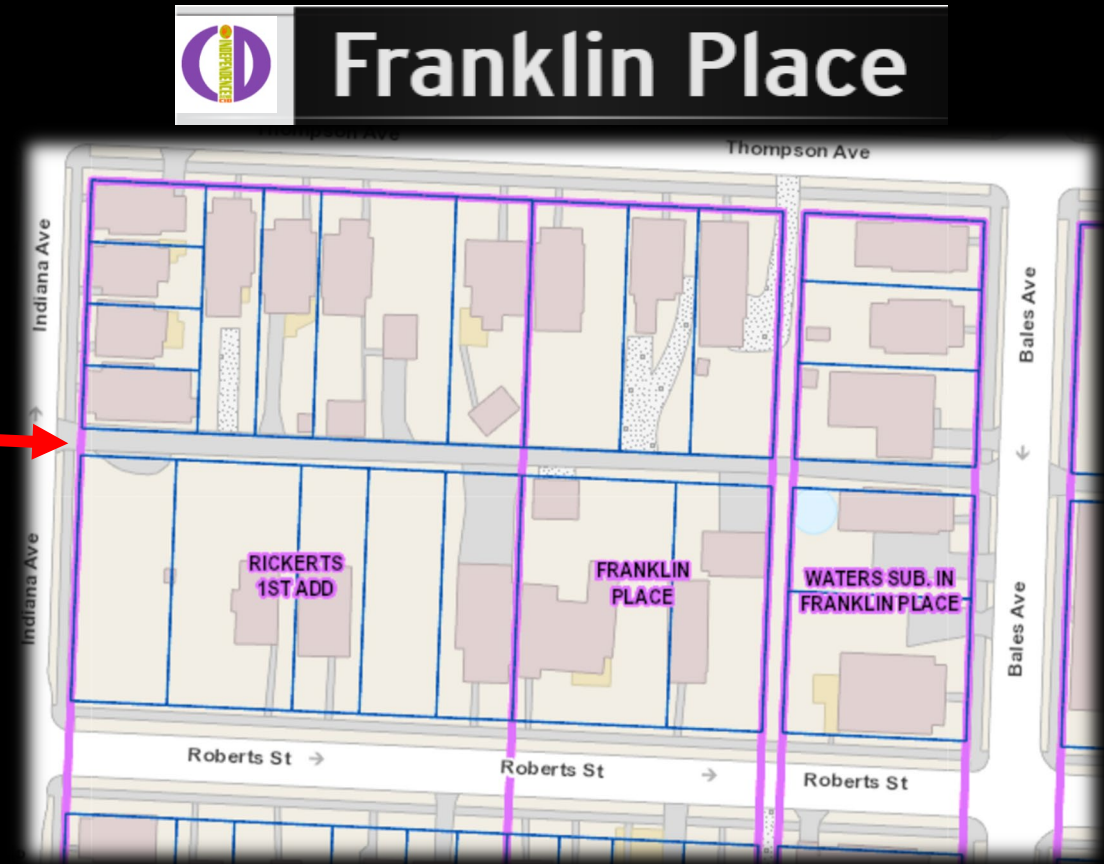 INDEPENDENCE
Franklin Place
Thompson Ave
Thompson Ave
Indiana Ave
Bales Ave
RICKERTS
1ST ADD
FRANKLIN
PLACE
WATERS SUB. IN
FRANKLIN PLACE
Indiana Ave
Bales Ave
Roberts St
Roberts St
Roberts St